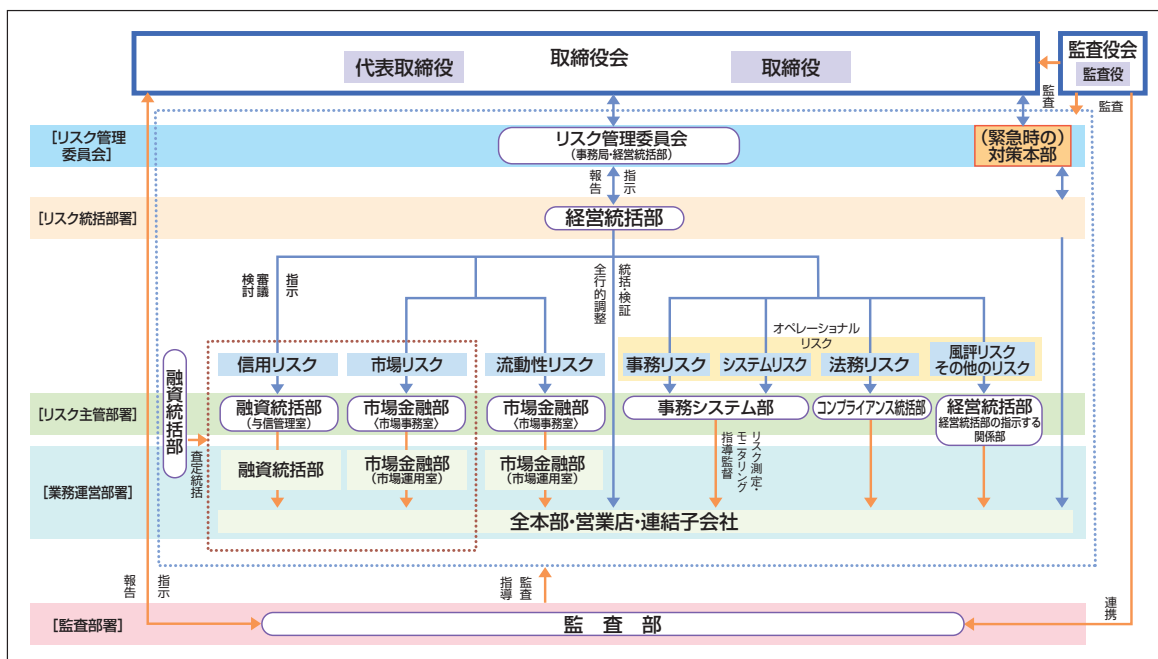 取締役会
代表取締役
取締役
監査役会
監査役
監査
監査
[リスク管理
委員会]
リスク管理委員会
(事務局・経営統括部)
(緊急時の)
対策本部
報告
指示
[リスク統括部署]
経営統括部
審議
検討
指示
全行的調整
統括・検証
オペレーショナル
リスク
融資統括部
信用リスク
市場リスク
流動性リスク
事務リスク
システムリスク
法務リスク
風評リスク
その他のリスク
[リスク主管部署]
融資統括部
(与信管理室)
市場金融部
〈市場事務室〉
市場金融部
〈市場事務室〉
事務システム部
コンプライアンス統括部
経営統括部
経営統括部の指示する
関係部
査定統括
[業務運営部署]
融資統括部
市場金融部
(市場運用室)
市場金融部
(市場運用室)
リスク測定・
モニタリング
指導監督
全本部・営業店・連結子会社
報告
指示
指導
監査
連携
[監査部署]
監 査 部